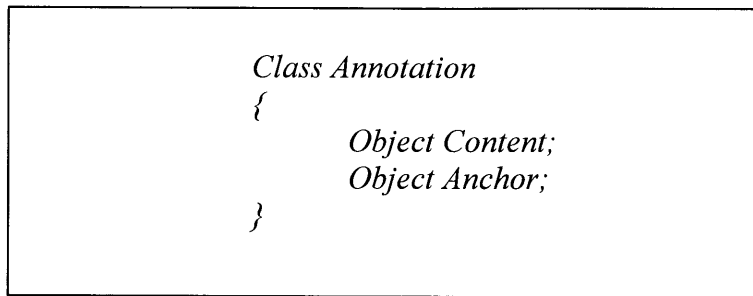 Class Annotation
{
Object Content;
Object Anchor;
}